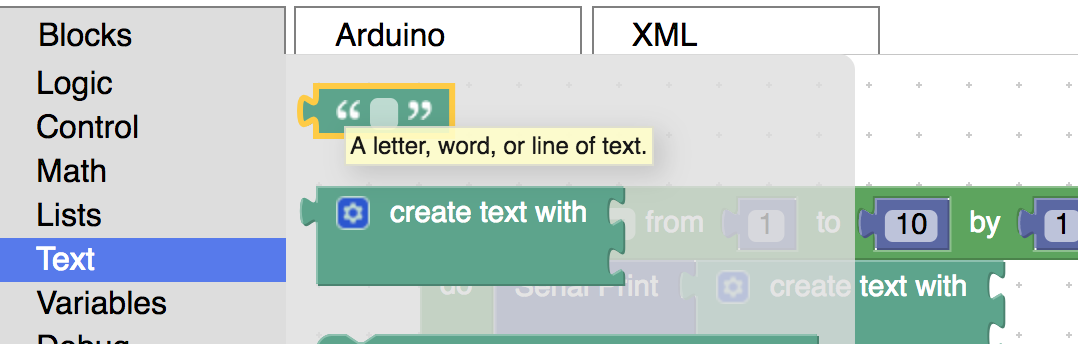 Blocks Arduino XML
Logic
Control
Math
Lists
Text
Variables
Debug
“ ”
A letter, word, or line of text.
create text with
from 1 to 10 by 1
do Serial Print create text with